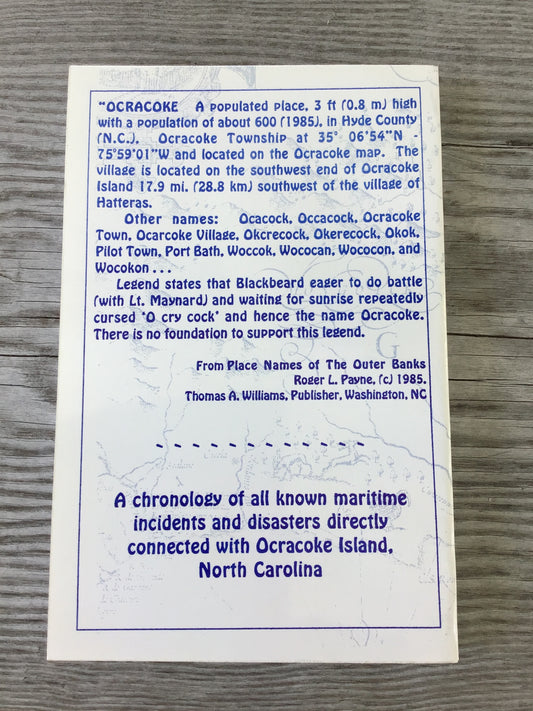 "OCRACOKE A populated place, 3 ft (0.8 m) high
with a population of about 600 (1985), in Hyde County
(N.C.), Ocracoke Township at 35° 06'54"N -
75°59'01"W and located on the Ocracoke map. The
village is located on the southwest end of Ocracoke
Island 17.9 mi. (28.8 km) southwest of the village of
Hatteras.
Other names: Ocacock, Occacock, Ocracoke
Town, Ocarcoke Village, Okcrecock, Okerecock, Okok,
Pilot Town, Port Bath, Woccok, Wococan, Wococon, and
Wocokon . . .
Legend states that Blackbeard eager to do battle
(with Lt. Maynard) and waiting for sunrise repeatedly
cursed 'O cry cock' and hence the name Ocracoke.
There is no foundation to support this legend.
From Place Names of The Outer Banks
Roger L. Payne, (c) 1985.
Thomas A. Williams, Publisher, Washington, NC
- - - - - - - - - - - -
A chronology of all known maritime
incidents and disasters directly
connected with Ocracoke Island,
North Carolina